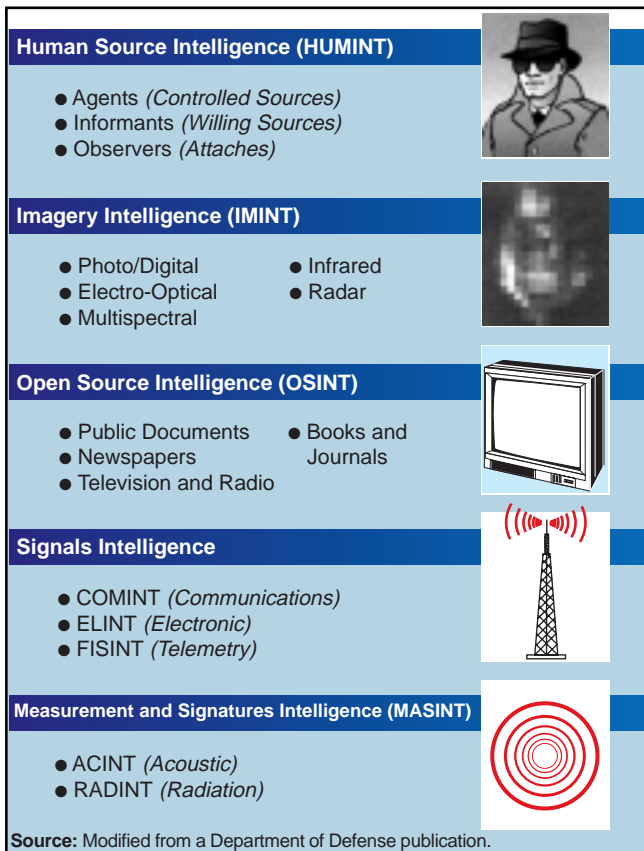 Human Source Intelligence (HUMINT)
● Agents (Controlled Sources)
● Informants (Willing Sources)
● Observers (Attaches)
Imagery Intelligence (IMINT)
● Photo/Digital
● Electro-Optical
● Multispectral
● Infrared
● Radar
Open Source Intelligence (OSINT)
● Public Documents
● Newspapers
● Television and Radio
● Books and
Journals
Signals Intelligence
● COMINT (Communications)
● ELINT (Electronic)
● FISINT (Telemetry)
Measurement and Signatures Intelligence (MASINT)
● ACINT (Acoustic)
● RADINT (Radiation)
Source: Modified from a Department of Defense publication.